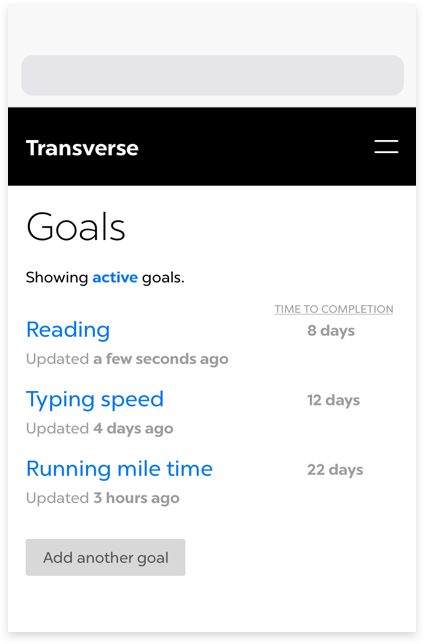 Transverse
Goals
Showing active goals.
TIME TO COMPLETION
Reading 8 days
Updated a few seconds ago
Typing speed 12 days
Updated 4 days ago
Running mile time 22 days
Updated 3 hours ago
Add another goal